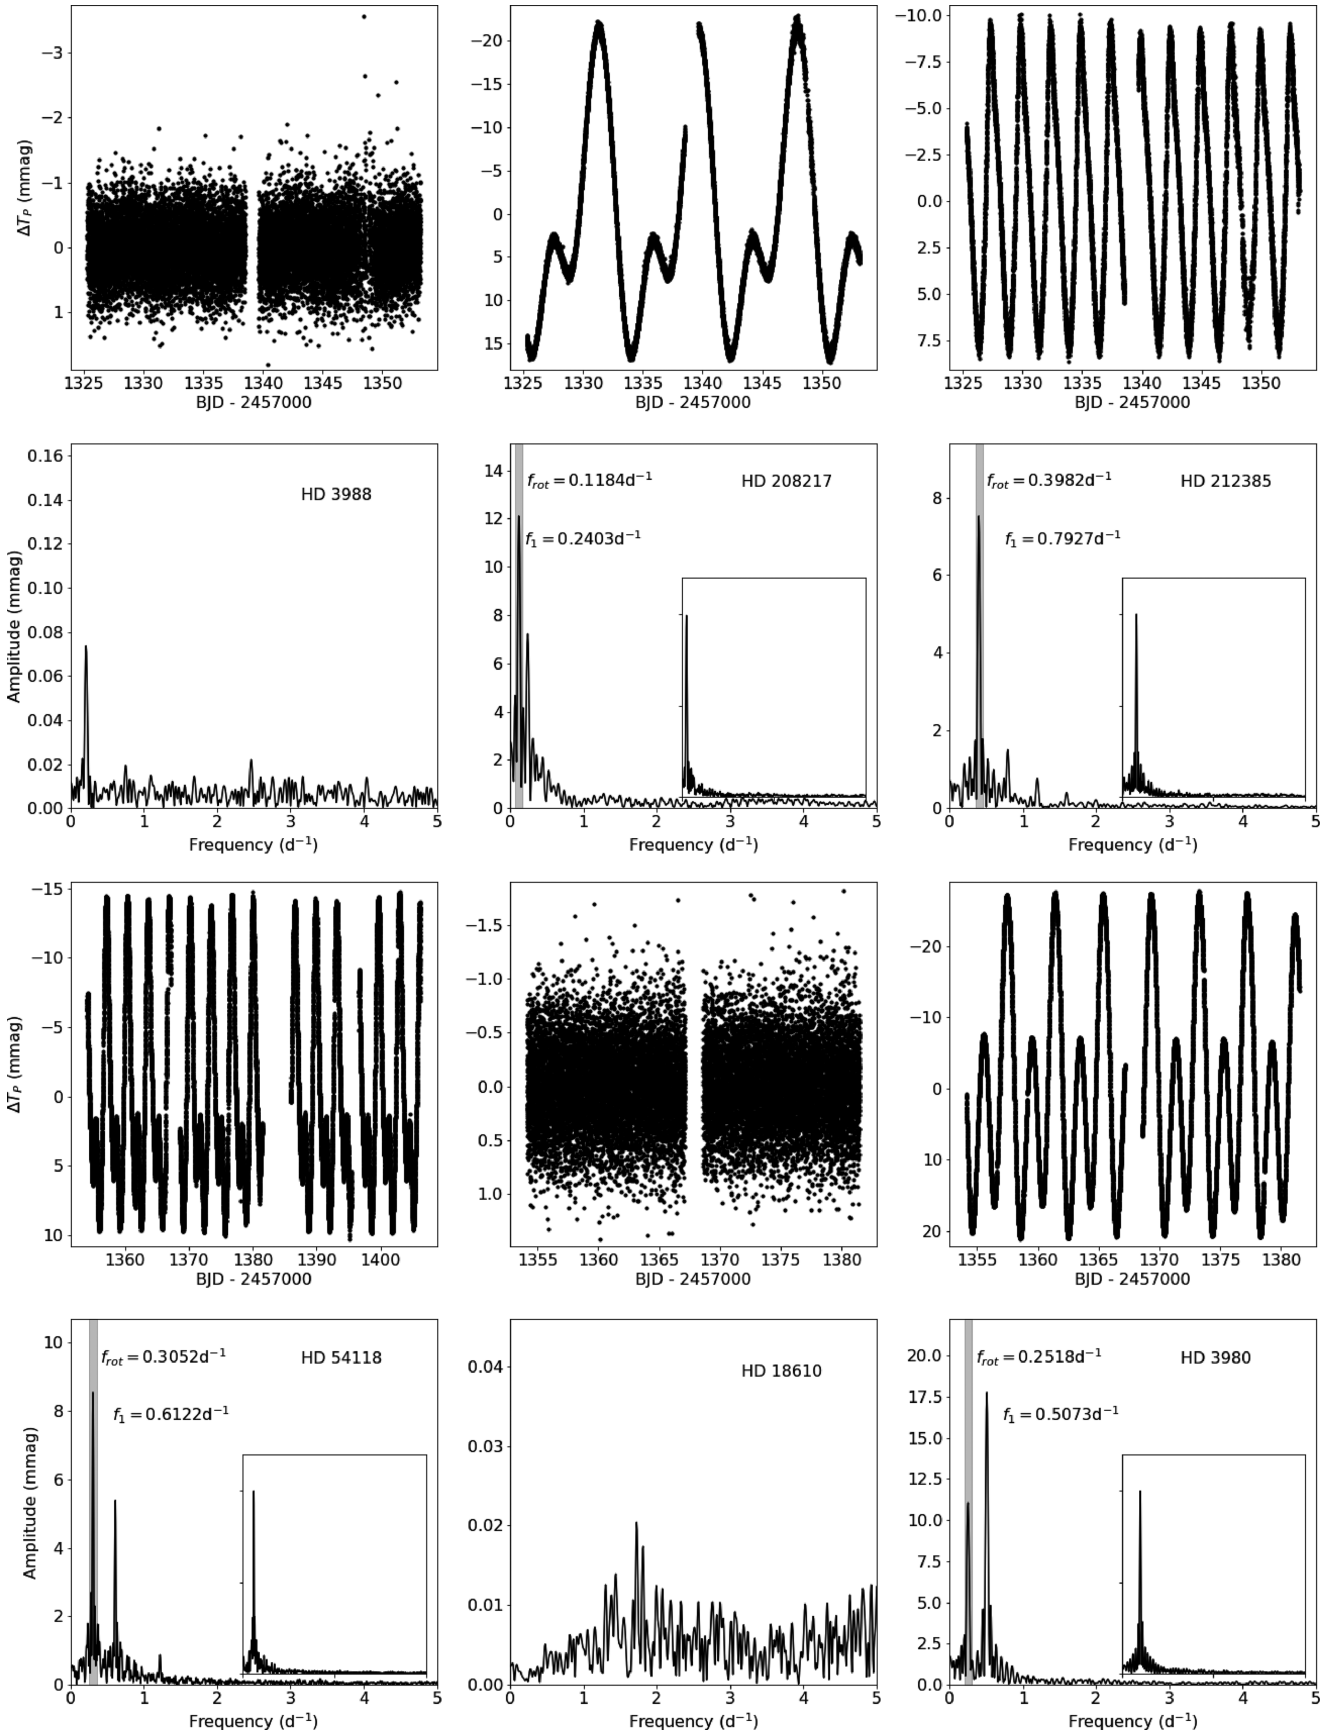 −3
−2
−1
0
1
ΔT_P (mmag)
1325 1330 1335 1340 1345 1350
BJD - 2457000
−20
−15
−10
−5
0
5
10
15
1325 1330 1335 1340 1345 1350
BJD - 2457000
−10.0
−7.5
−5.0
−2.5
0.0
2.5
5.0
7.5
1325 1330 1335 1340 1345 1350
BJD - 2457000
0.16
0.14
0.12
0.10
0.08
0.06
0.04
0.02
0.00
Amplitude (mmag)
HD 3988
0 1 2 3 4 5
Frequency (d⁻¹)
14
12
10
8
6
4
2
0
f_rot = 0.1184d⁻¹ HD 208217
f₁ = 0.2403d⁻¹
0 1 2 3 4 5
Frequency (d⁻¹)
8
6
4
2
0
f_rot = 0.3982d⁻¹ HD 212385
f₁ = 0.7927d⁻¹
0 1 2 3 4 5
Frequency (d⁻¹)
−15
−10
−5
0
5
10
ΔT_P (mmag)
1360 1370 1380 1390 1400
BJD - 2457000
−1.5
−1.0
−0.5
0.0
0.5
1.0
1355 1360 1365 1370 1375 1380
BJD - 2457000
−20
−10
0
10
20
1355 1360 1365 1370 1375 1380
BJD - 2457000
10
8
6
4
2
0
Amplitude (mmag)
f_rot = 0.3052d⁻¹ HD 54118
f₁ = 0.6122d⁻¹
0 1 2 3 4 5
Frequency (d⁻¹)
0.04
0.03
0.02
0.01
0.00
HD 18610
0 1 2 3 4 5
Frequency (d⁻¹)
20.0
17.5
15.0
12.5
10.0
7.5
5.0
2.5
0.0
f_rot = 0.2518d⁻¹ HD 3980
f₁ = 0.5073d⁻¹
0 1 2 3 4 5
Frequency (d⁻¹)